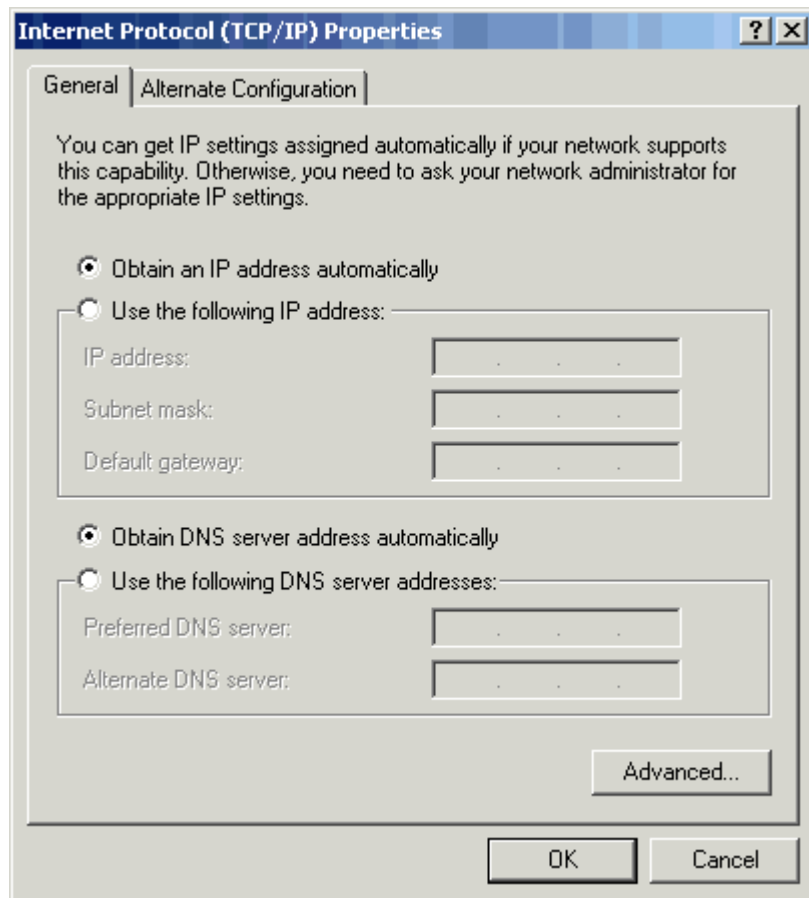 Internet Protocol (TCP/IP) Properties
General
Alternate Configuration
You can get IP settings assigned automatically if your network supports
this capability. Otherwise, you need to ask your network administrator for
the appropriate IP settings.
Obtain an IP address automatically
Use the following IP address:
IP address:
Subnet mask:
Default gateway:
Obtain DNS server address automatically
Use the following DNS server addresses:
Preferred DNS server:
Alternate DNS server:
Advanced...
OK
Cancel